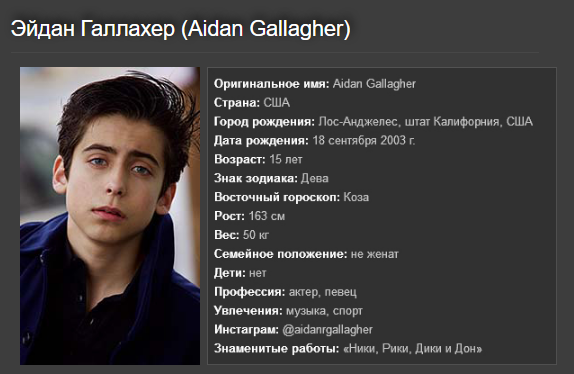 Эйдан Галлахер (Aidan Gallagher)
Оригинальное имя: Aidan Gallagher
Страна: США
Город рождения: Лос-Анджелес, штат Калифорния, США
Дата рождения: 18 сентября 2003 г.
Возраст: 15 лет
Знак зодиака: Дева
Восточный гороскоп: Коза
Рост: 163 см
Вес: 50 кг
Семейное положение: не женат
Дети: нет
Профессия: актер, певец
Увлечения: музыка, спорт
Инстаграм: @aidanrgallagher
Знаменитые работы: «Ники, Рики, Дики и Дон»